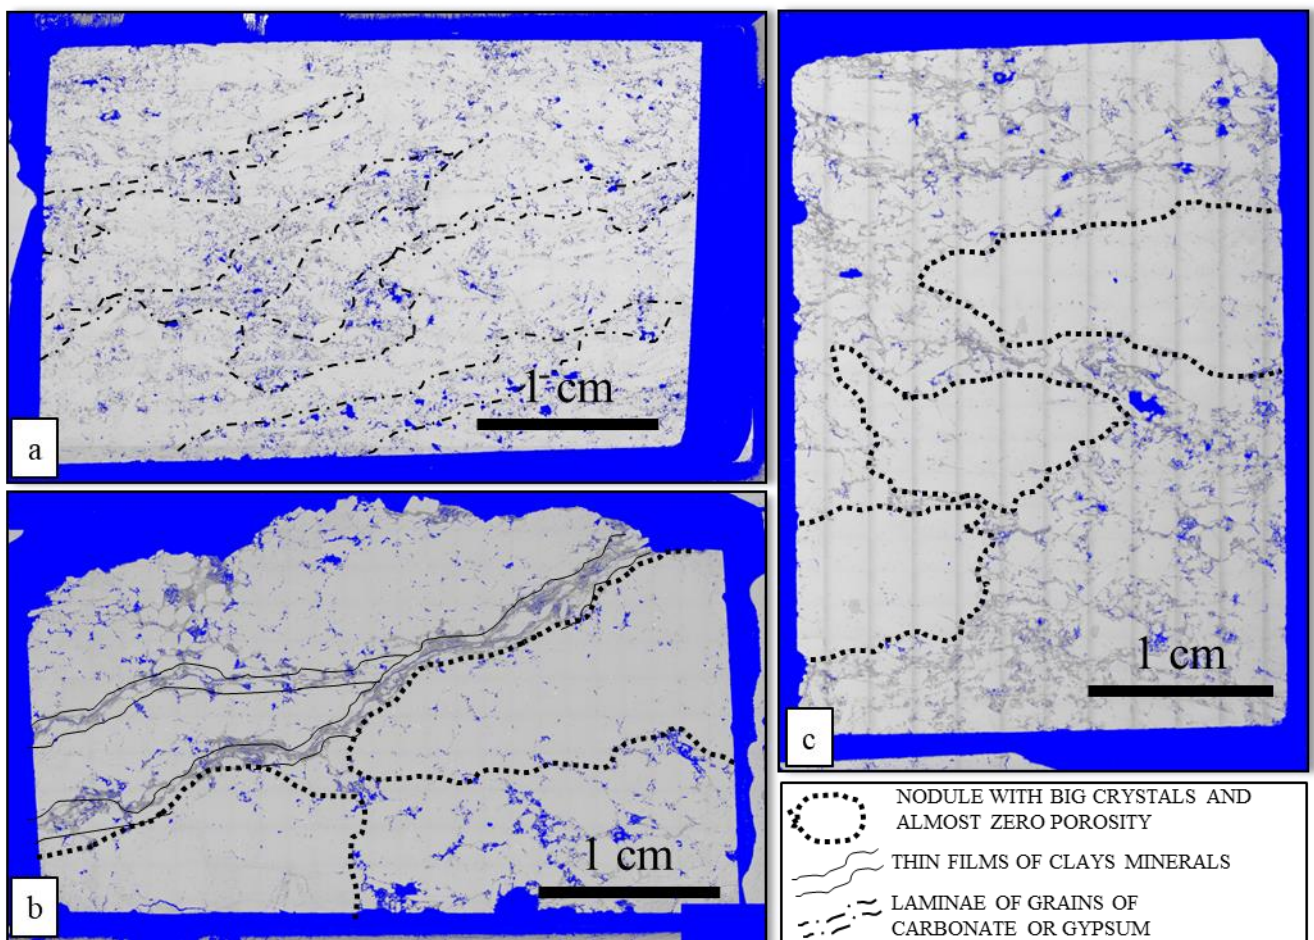 1 cm
a
1 cm
b
1 cm
c
NODULE WITH BIG CRYSTALS AND
ALMOST ZERO POROSITY
THIN FILMS OF CLAYS MINERALS
LAMINAE OF GRAINS OF
CARBONATE OR GYPSUM